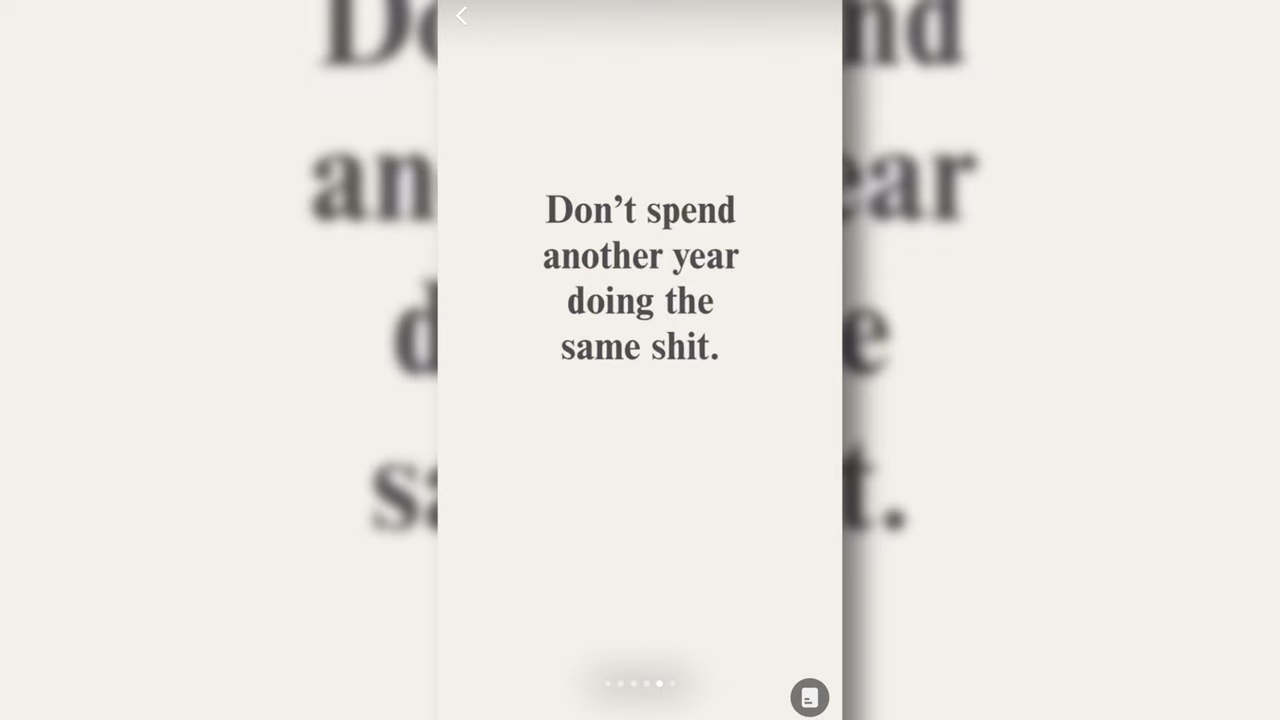 Don’t spend
another year
doing the
same shit.